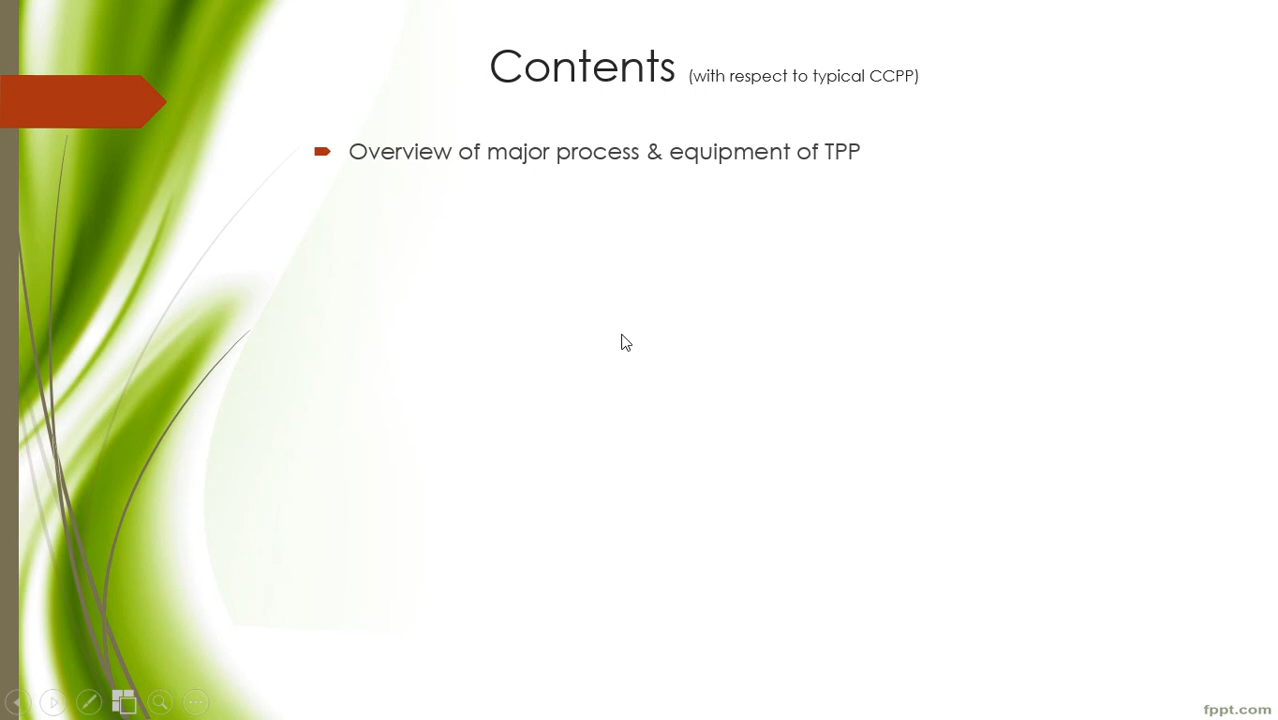 Contents (with respect to typical CCPP)
Overview of major process & equipment of TPP
fppt.com